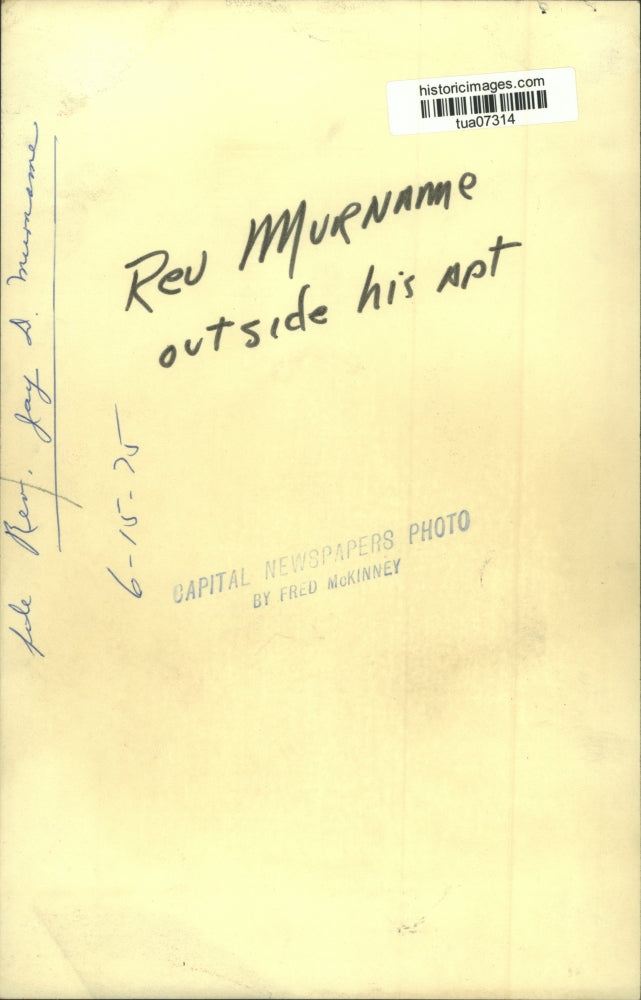 historicimages.com
tua07314
Rev MURNAME
outside his Apt
file Rev. Jay D. Murname
6-15-75
CAPITAL NEWSPAPERS PHOTO
BY FRED McKINNEY